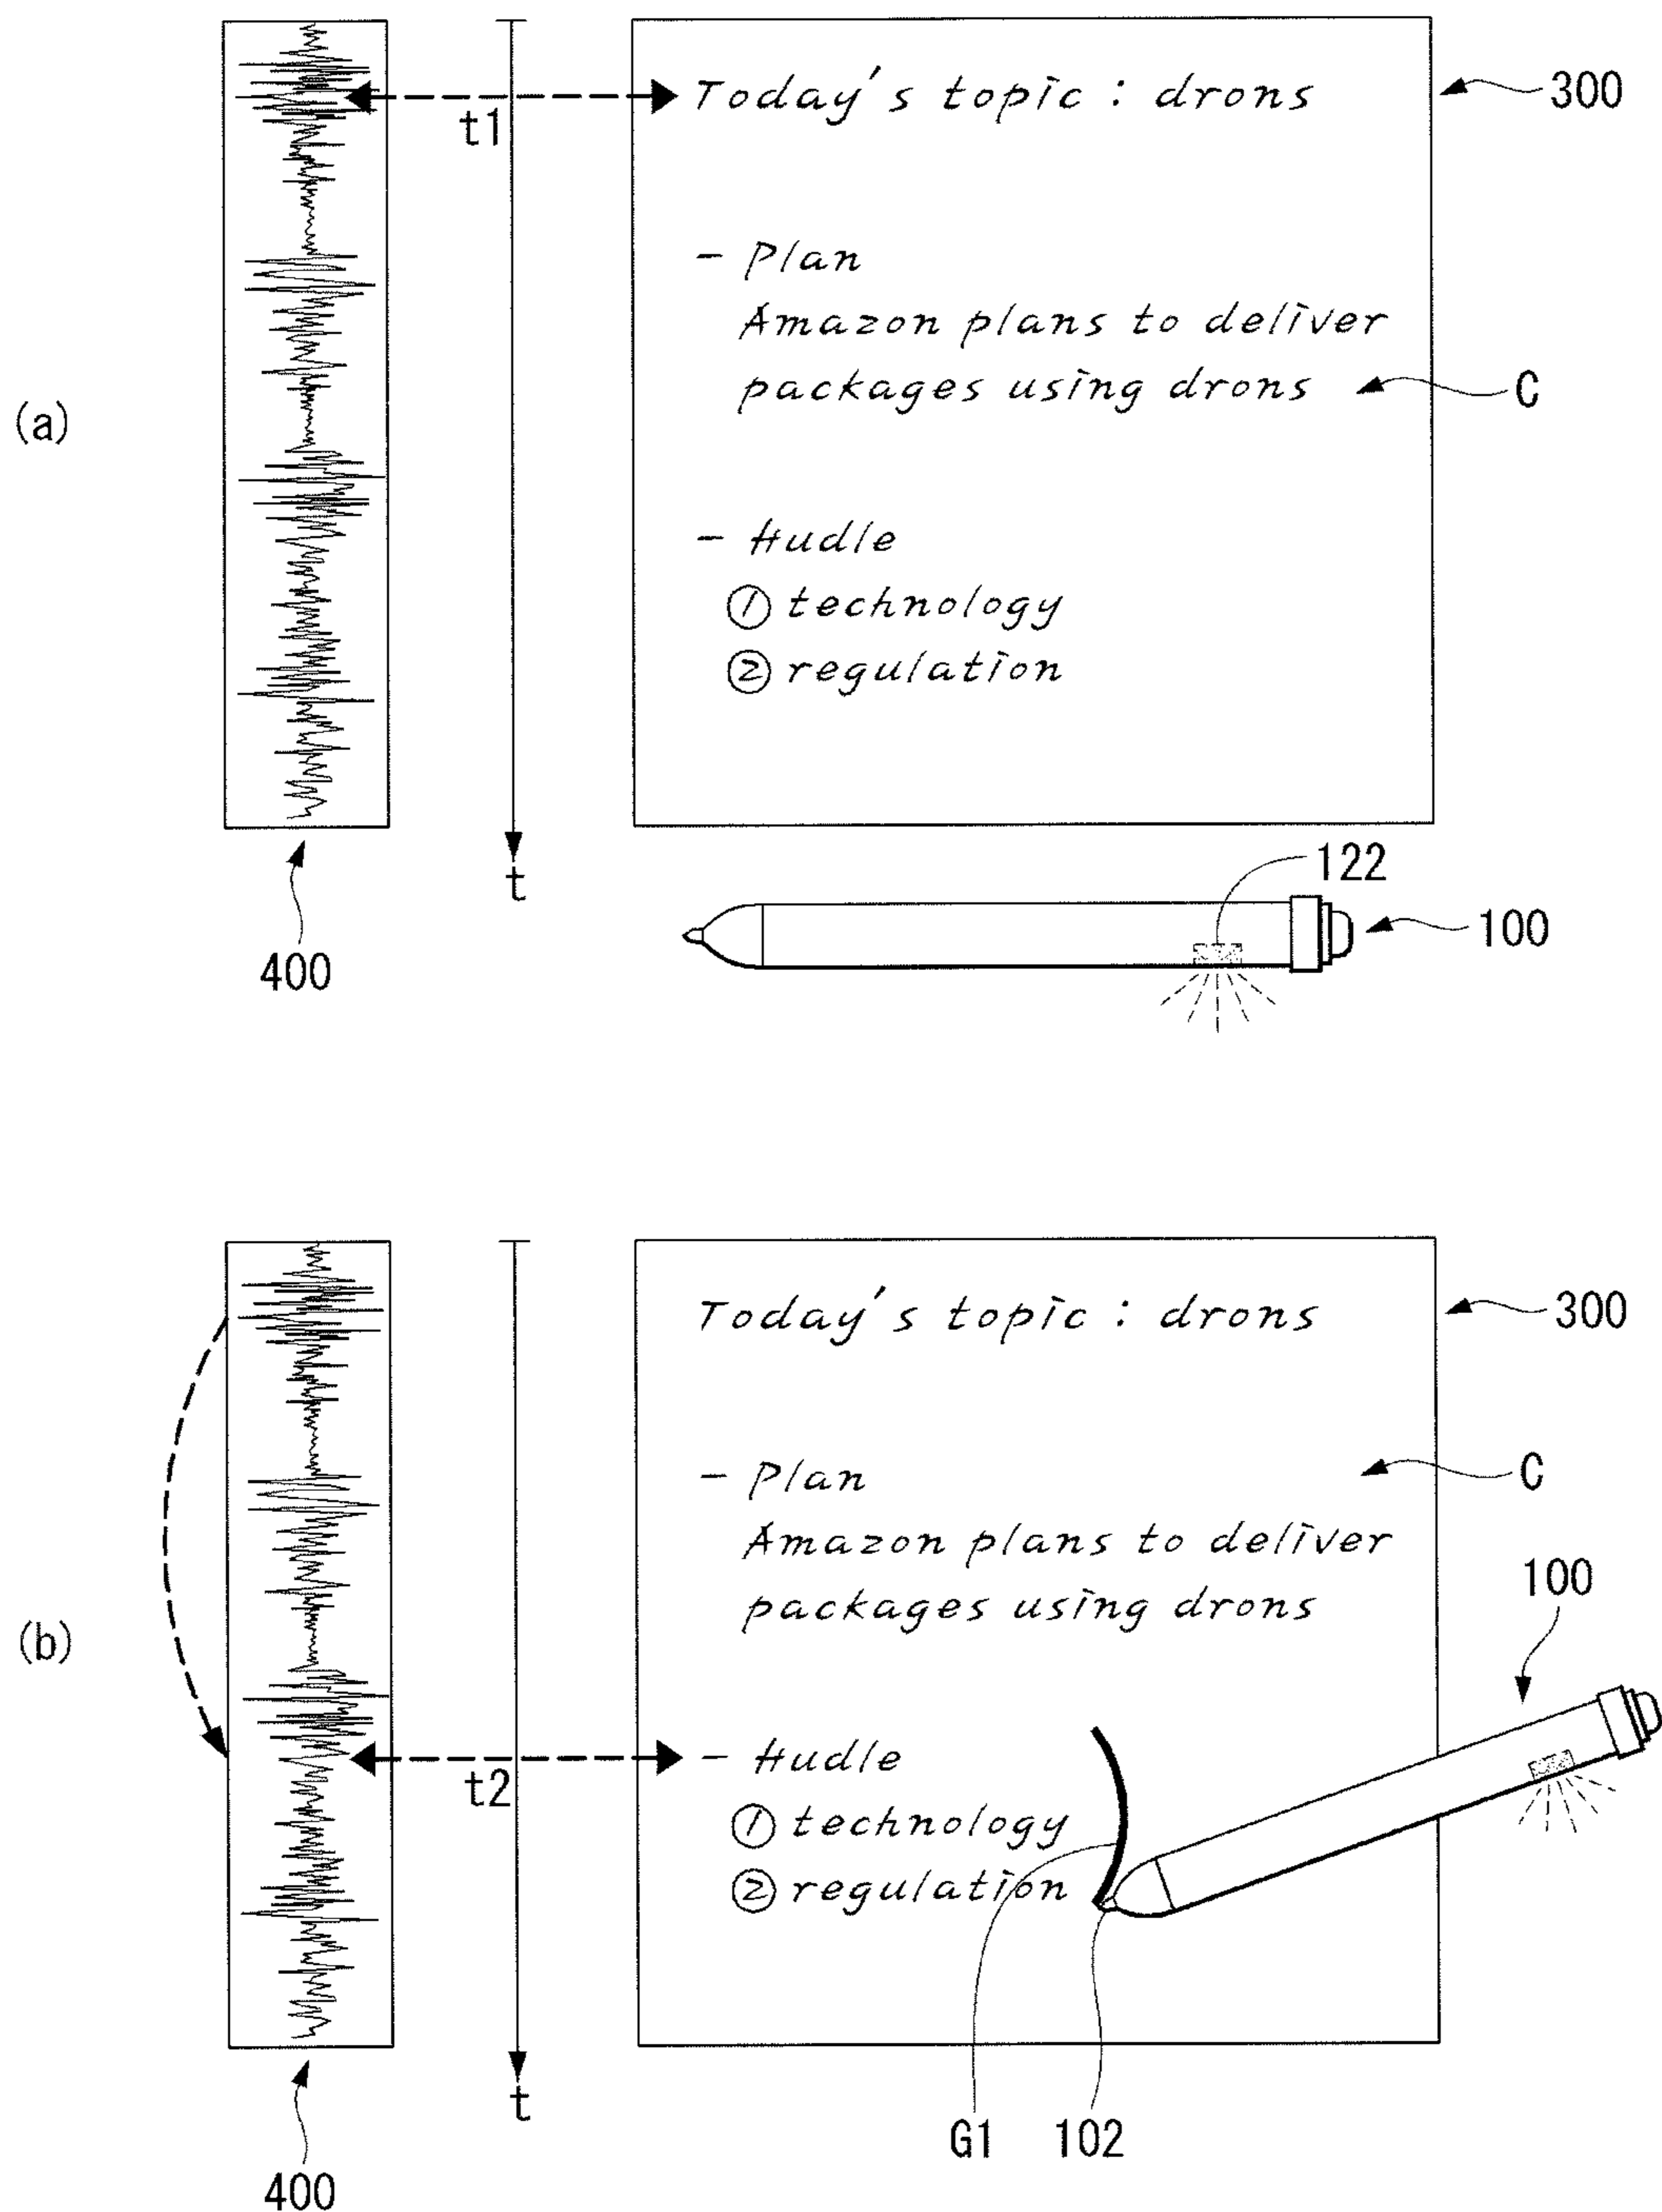 Today's topic : drons
300
t1
- Plan
Amazon plans to deliver
packages using drons
C
(a)
- Hudle
① technology
② regulation
122
t
100
400
Today's topic : drons
300
- Plan
C
Amazon plans to deliver
packages using drons
100
(b)
- Hudle
t2
① technology
② regulation
t
G1
102
400